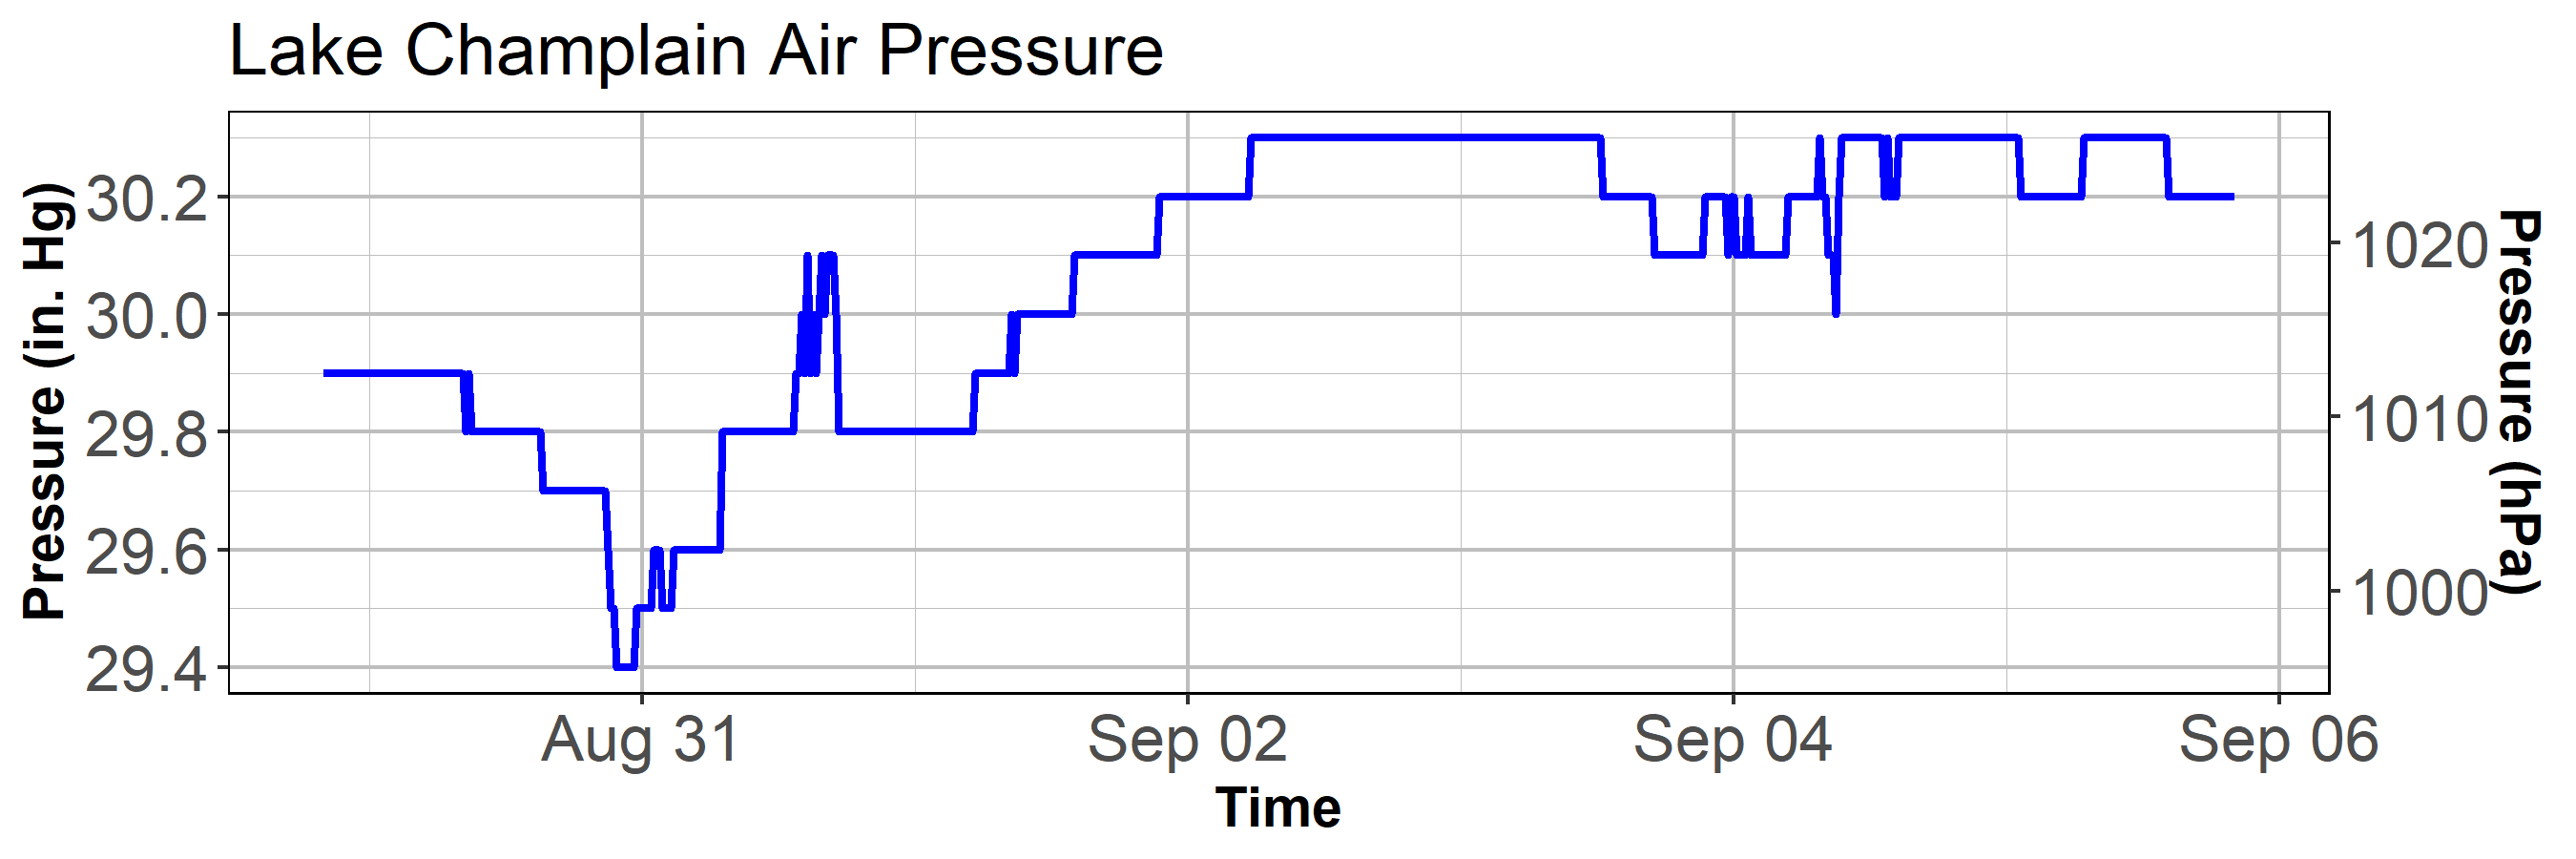 Lake Champlain Air Pressure
Pressure (in. Hg)
30.2
30.0
29.8
29.6
29.4
1020
1010
1000
Pressure (hPa)
Aug 31 Sep 02 Sep 04 Sep 06
Time